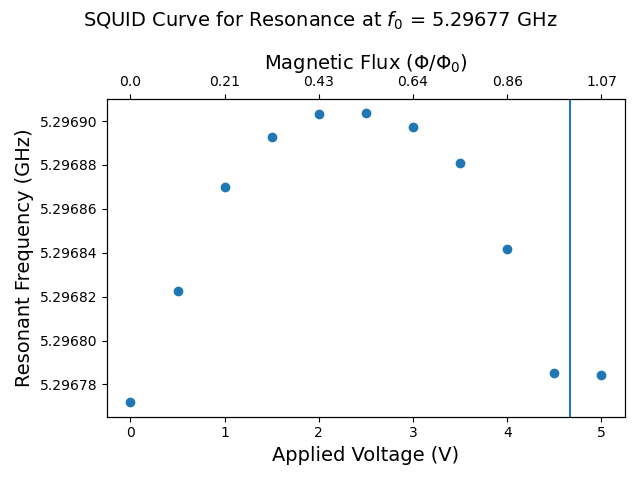 SQUID Curve for Resonance at f₀ = 5.29677 GHz
Magnetic Flux (Φ/Φ₀)
0.0 0.21 0.43 0.64 0.86 1.07
Resonant Frequency (GHz)
5.29690
5.29688
5.29686
5.29684
5.29682
5.29680
5.29678
0 1 2 3 4 5
Applied Voltage (V)